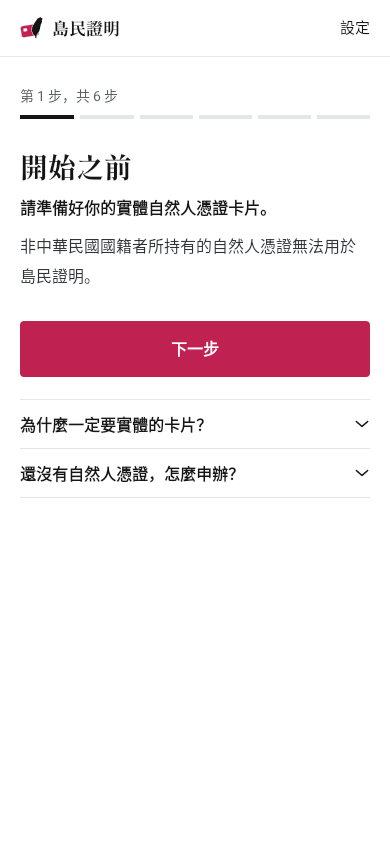 島民證明
設定
第 1 步，共 6 步
開始之前
請準備好你的實體自然人憑證卡片。
非中華民國國籍者所持有的自然人憑證無法用於
島民證明。
下一步
為什麼一定要實體的卡片？
還沒有自然人憑證，怎麼申辦？